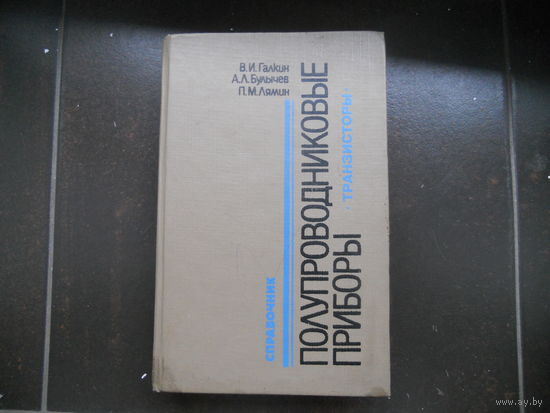 В.И.Галкин
А.Л.Булычев
П.М.Лямин
СПРАВОЧНИК
ПОЛУПРОВОДНИКОВЫЕ
ПРИБОРЫ
·ТРАНЗИСТОРЫ·
www.ay.by